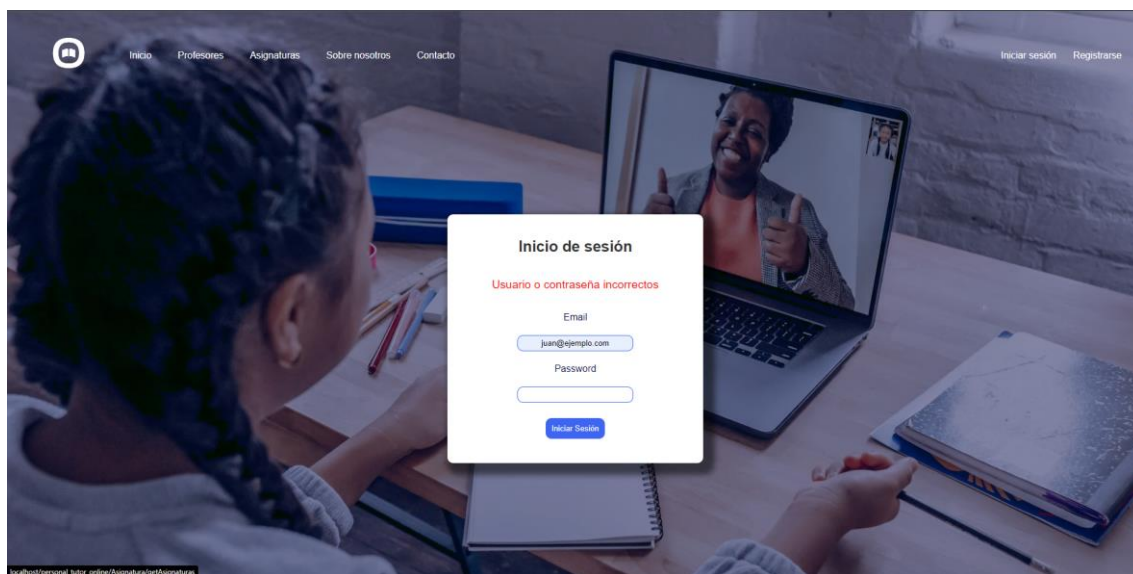 Inicio Profesores Asignaturas Sobre nosotros Contacto Iniciar sesión Registrarse
Inicio de sesión
Usuario o contraseña incorrectos
Email
juan@ejemplo.com
Password
Iniciar Sesión
localhost/personal_tutor_online/Asignatura/getAsignaturas